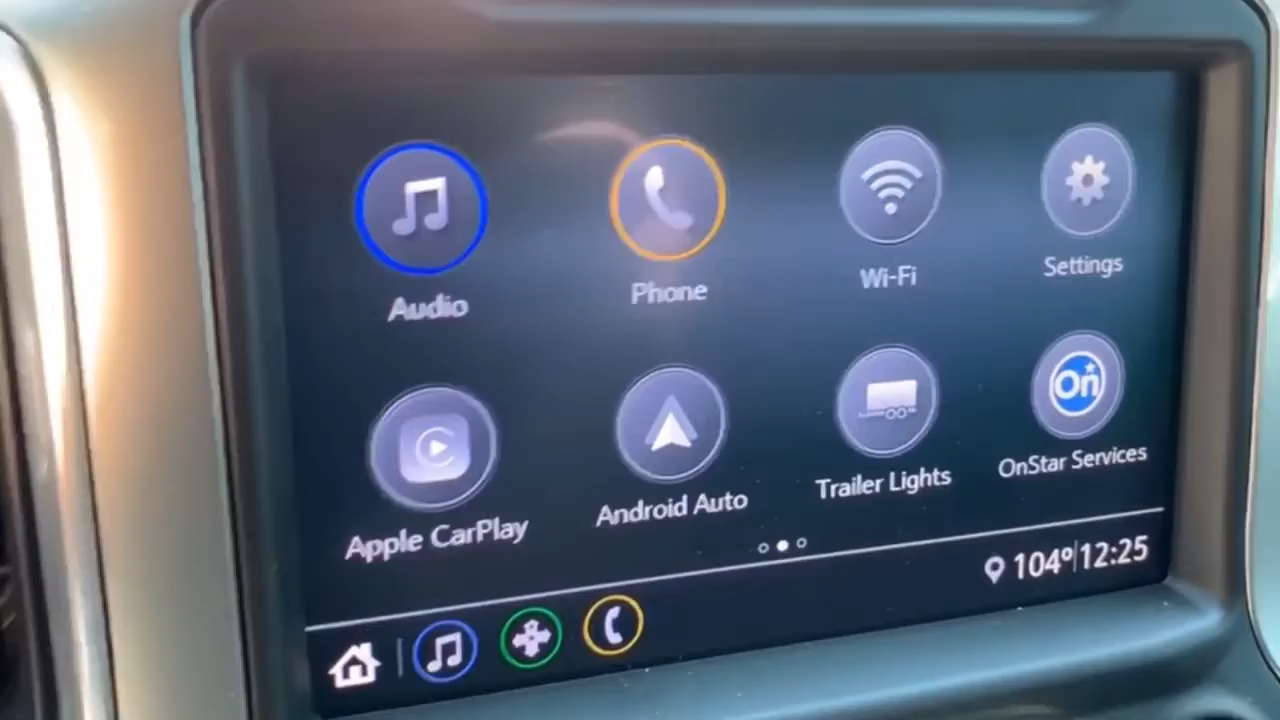 Audio
Phone
Wi-Fi
Settings
On
Apple CarPlay
Android Auto
Trailer Lights
OnStar Services
104° 12:25